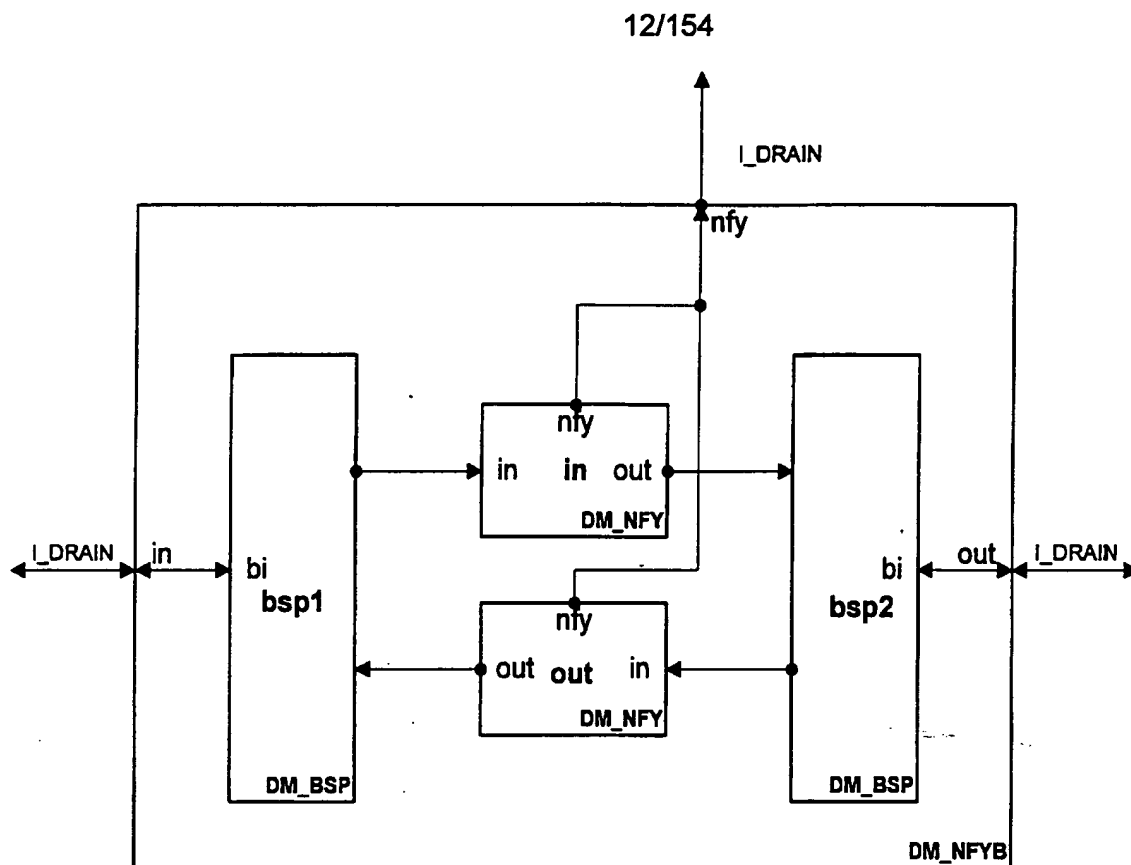 12/154
I_DRAIN
nfy
nfy
in in out
DM_NFY
I_DRAIN in
bi
bsp1
out I_DRAIN
bi
bsp2
nfy
out out in
DM_NFY
DM_BSP
DM_BSP
DM_NFYB